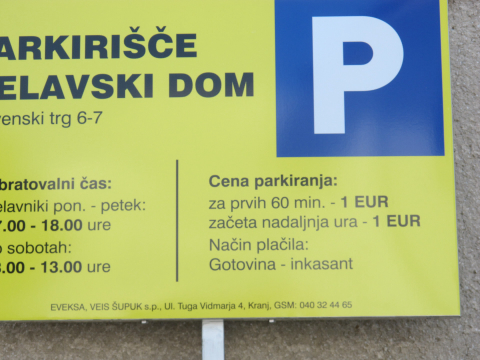 ARKIRIŠČE
ELAVSKI DOM
venski trg 6-7
P
bratovalni čas:
elavniki pon. - petek:
7.00 - 18.00 ure
o sobotah:
.00 - 13.00 ure
Cena parkiranja:
za prvih 60 min. - 1 EUR
začeta nadaljnja ura - 1 EUR
Način plačila:
Gotovina - inkasant
EVEKSA, VEIS ŠUPUK s.p., Ul. Tuga Vidmarja 4, Kranj, GSM: 040 32 44 65